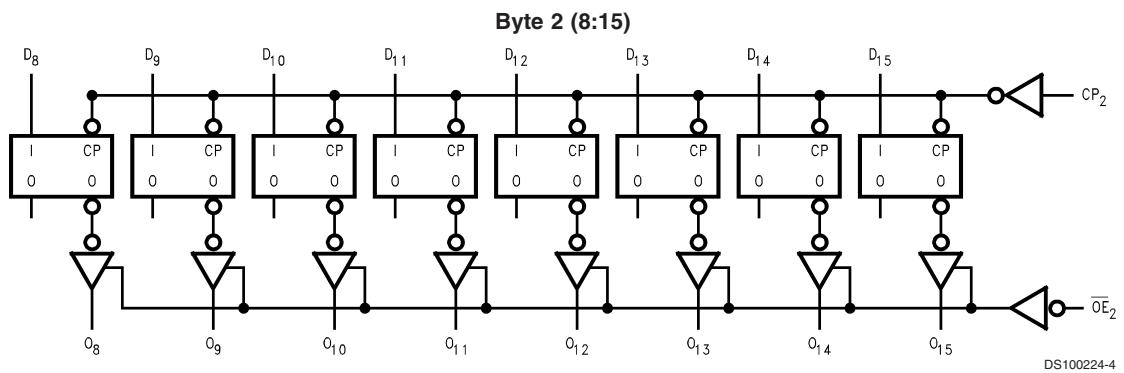 Byte 2 (8:15)
D8 D9 D10 D11 D12 D13 D14 D15
CP2
I CP I CP I CP I CP I CP I CP I CP I CP
O O O O O O O O O O O O O O O O
OE2
O8 O9 O10 O11 O12 O13 O14 O15
DS100224-4